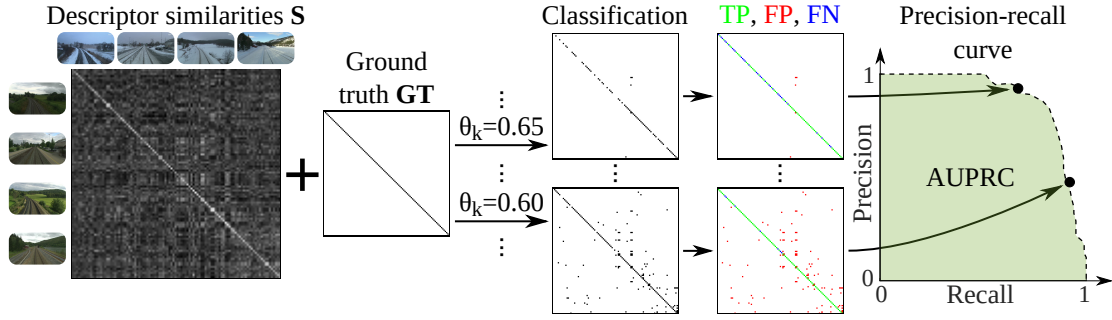 Descriptor similarities S
Ground
truth GT
θk=0.65
θk=0.60
Classification
TP, FP, FN
Precision-recall
curve
1
Precision
AUPRC
0
0
Recall
1